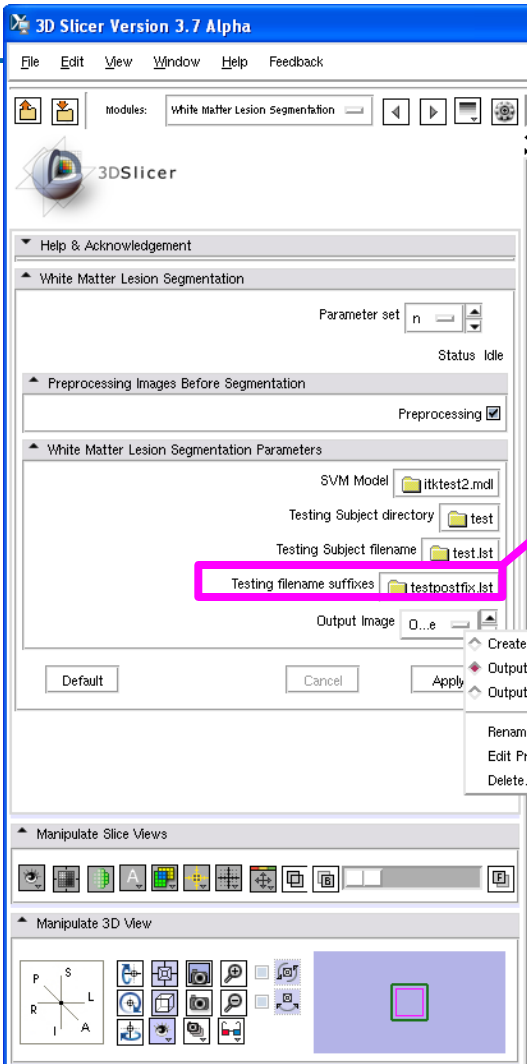 3D Slicer Version 3.7 Alpha
File Edit View Window Help Feedback
Modules: White Matter Lesion Segmentation
3DSlicer
Help & Acknowledgement
White Matter Lesion Segmentation
Parameter set n
Status Idle
Preprocessing Images Before Segmentation
Preprocessing
White Matter Lesion Segmentation Parameters
SVM Model itktest2.mdl
Testing Subject directory test
Testing Subject filename test.lst
Testing filename suffixes testpostfix.lst
Output Image O...e
Create
Output
Default Cancel Apply
Output
Renam
Edit Pr
Delete.
Manipulate Slice Views
A B F
Manipulate 3D View
P S
R L
I A